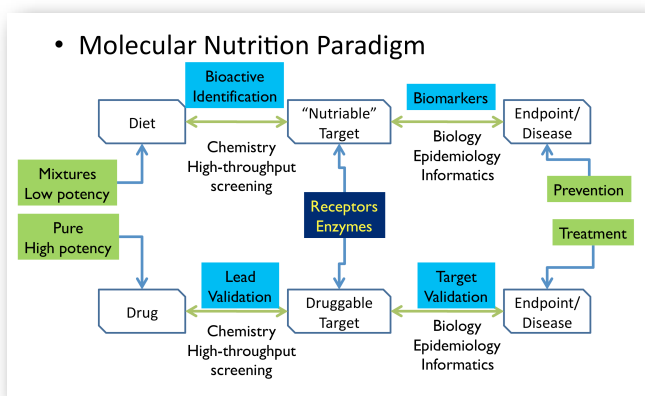 • Molecular Nutrition Paradigm
Bioactive
Identification
Biomarkers
Diet
“Nutriable”
Target
Endpoint/
Disease
Chemistry
High-throughput
screening
Biology
Epidemiology
Informatics
Mixtures
Low potency
Prevention
Receptors
Enzymes
Pure
High potency
Treatment
Lead
Validation
Target
Validation
Drug
Druggable
Target
Endpoint/
Disease
Chemistry
High-throughput
screening
Biology
Epidemiology
Informatics